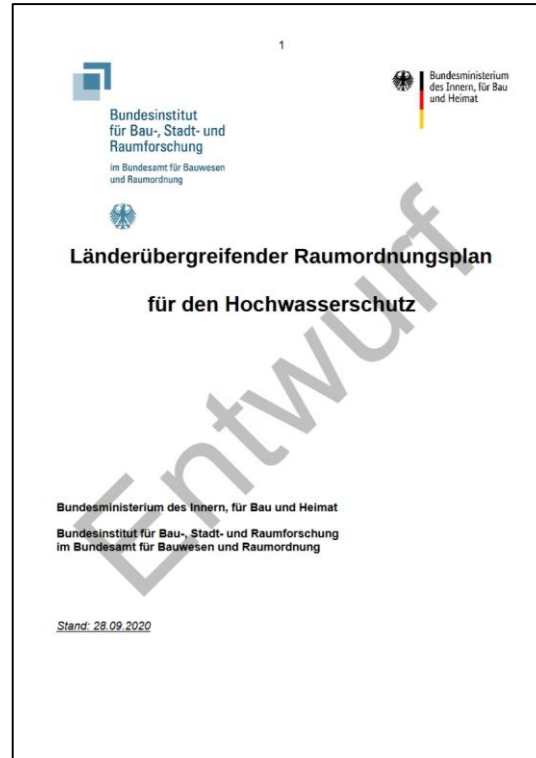 1
Bundesinstitut
für Bau-, Stadt- und
Raumforschung
im Bundesamt für Bauwesen
und Raumordnung
Bundesministerium
des Innern, für Bau
und Heimat
Länderübergreifender Raumordnungsplan
für den Hochwasserschutz
Entwurf
Bundesministerium des Innern, für Bau und Heimat
Bundesinstitut für Bau-, Stadt- und Raumforschung
im Bundesamt für Bauwesen und Raumordnung
Stand: 28.09.2020